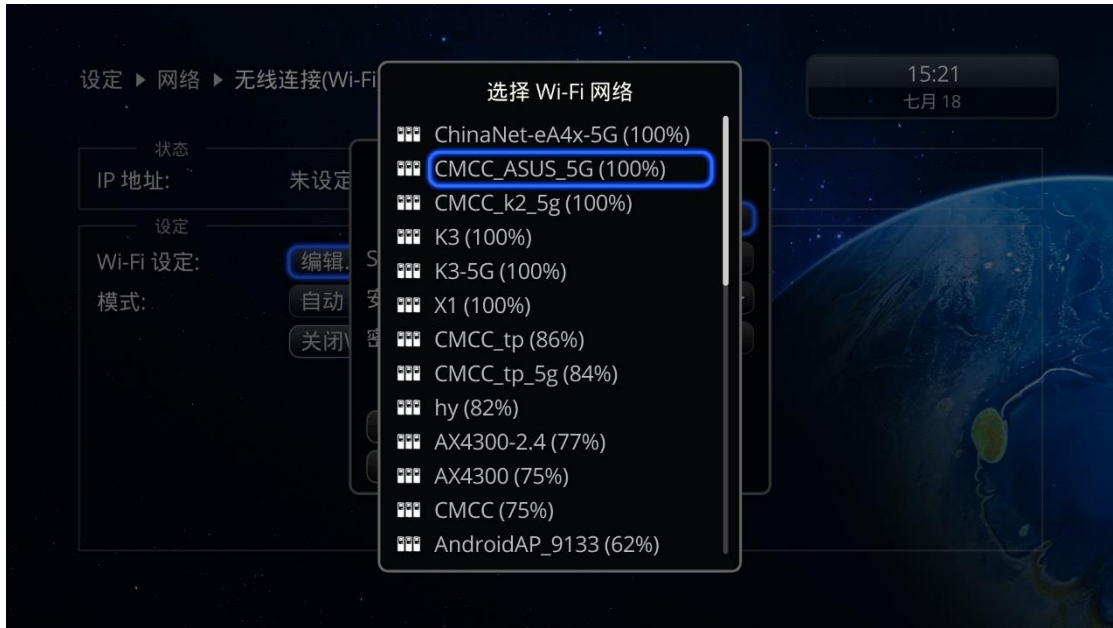 设定 ▶ 网络 ▶ 无线连接(Wi-Fi
15:21
七月 18
选择 Wi-Fi 网络
ChinaNet-eA4x-5G (100%)
CMCC_ASUS_5G (100%)
CMCC_k2_5g (100%)
K3 (100%)
K3-5G (100%)
X1 (100%)
CMCC_tp (86%)
CMCC_tp_5g (84%)
hy (82%)
AX4300-2.4 (77%)
AX4300 (75%)
CMCC (75%)
AndroidAP_9133 (62%)
状态
IP 地址: 未设定
设定
Wi-Fi 设定: 编辑. S
模式: 自动 安
关闭 密